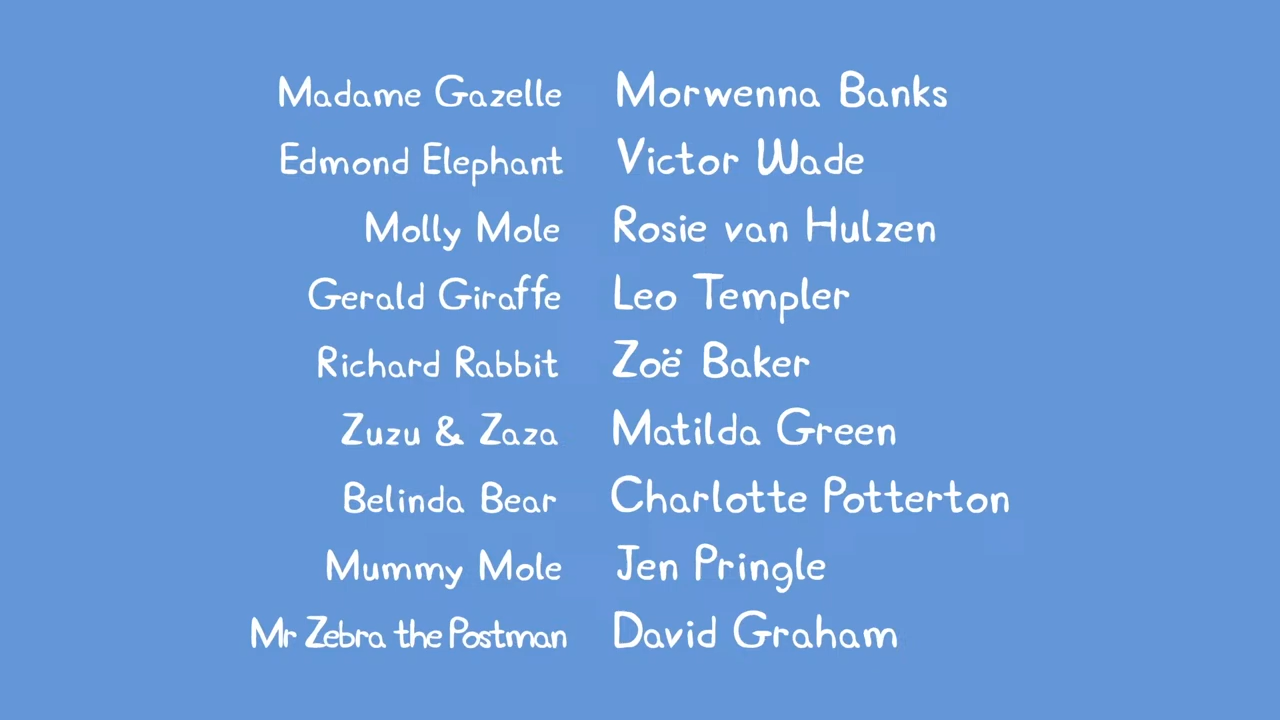 Madame Gazelle Morwenna Banks
Edmond Elephant Victor Wade
Molly Mole Rosie van Hulzen
Gerald Giraffe Leo Templer
Richard Rabbit Zoë Baker
Zuzu & Zaza Matilda Green
Belinda Bear Charlotte Potterton
Mummy Mole Jen Pringle
Mr Zebra the Postman David Graham